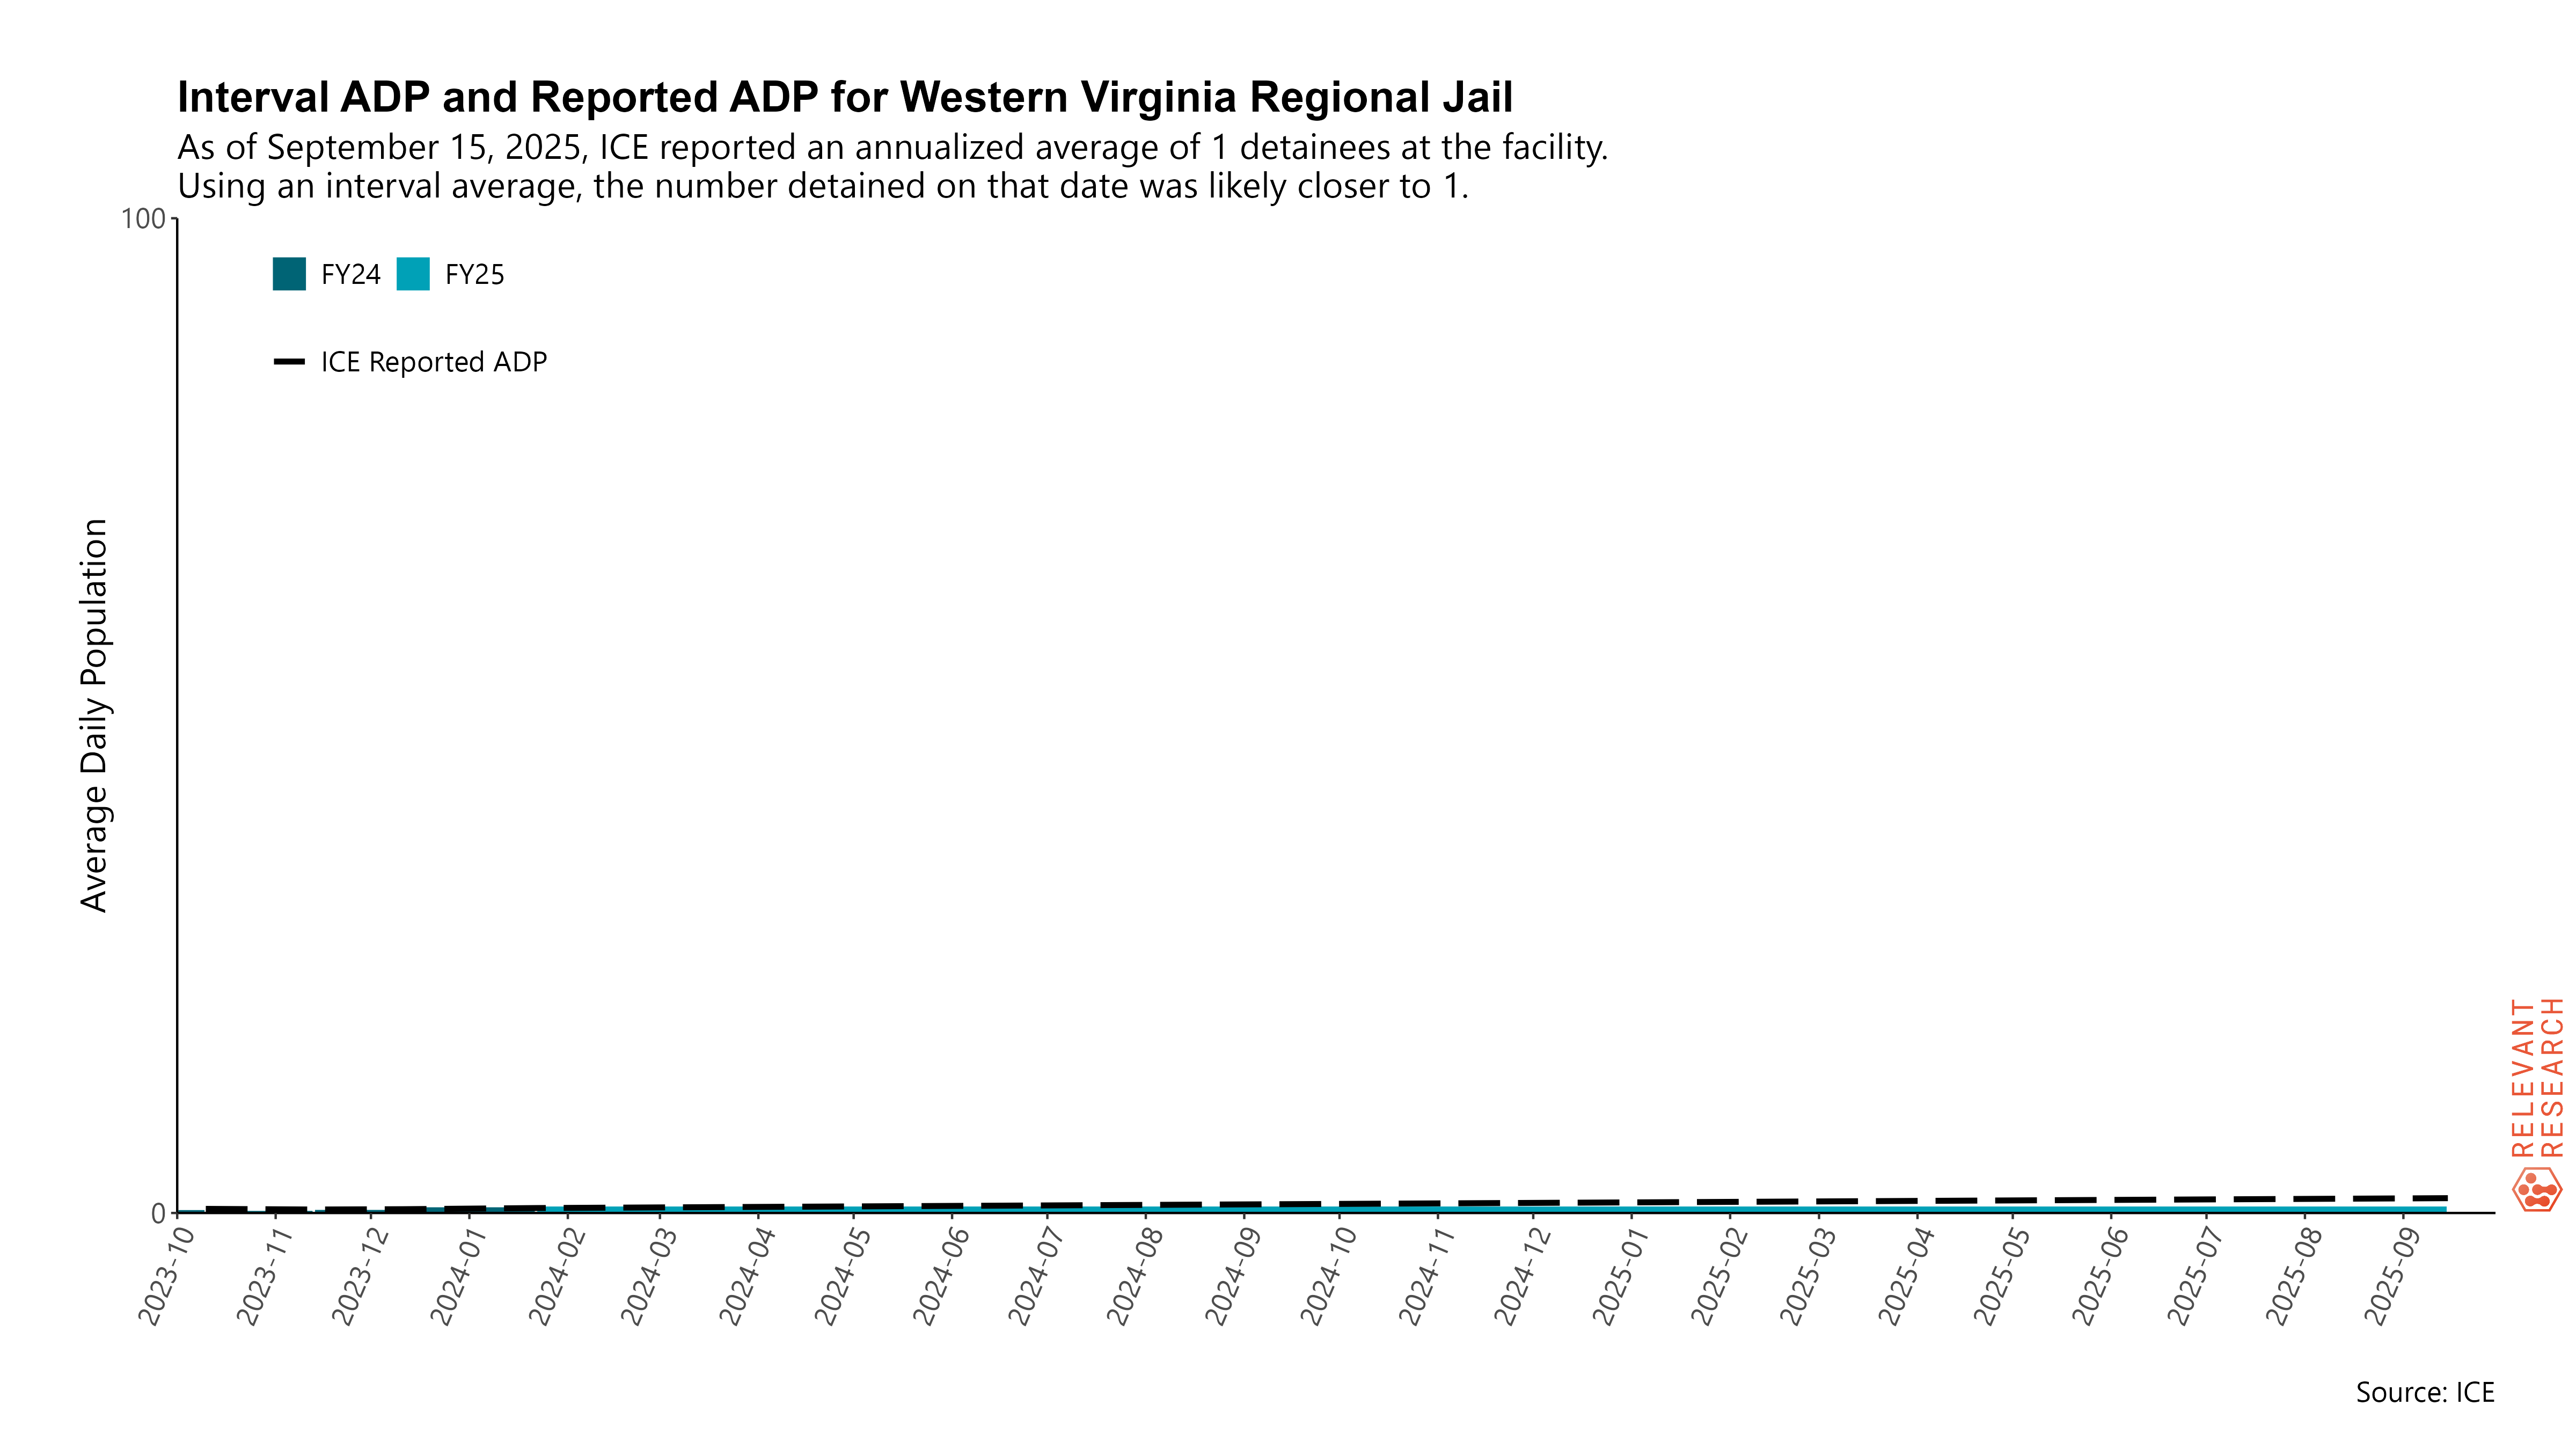 Interval ADP and Reported ADP for Western Virginia Regional Jail
As of September 15, 2025, ICE reported an annualized average of 1 detainees at the facility.
Using an interval average, the number detained on that date was likely closer to 1.
100
FY24
FY25
ICE Reported ADP
Average Daily Population
0
2023-10
2023-11
2023-12
2024-01
2024-02
2024-03
2024-04
2024-05
2024-06
2024-07
2024-08
2024-09
2024-10
2024-11
2024-12
2025-01
2025-02
2025-03
2025-04
2025-05
2025-06
2025-07
2025-08
2025-09
RELEVANT
RESEARCH
Source: ICE